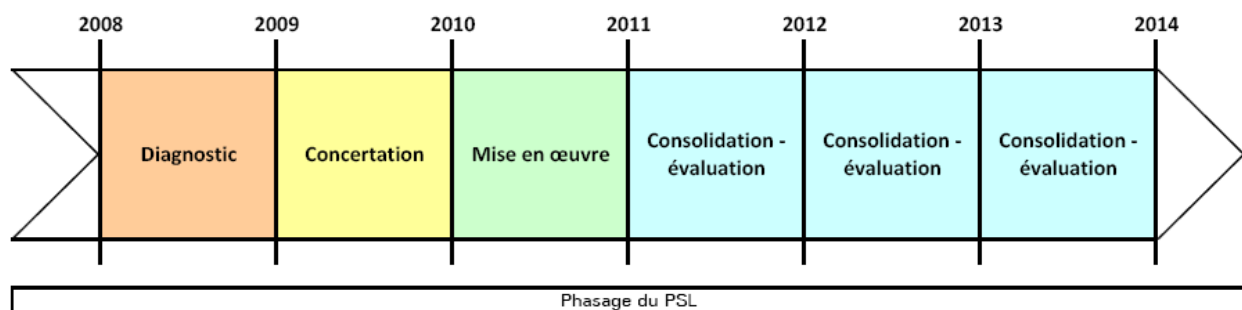 2008 2009 2010 2011 2012 2013 2014
Diagnostic
Concertation
Mise en œuvre
Consolidation -
évaluation
Consolidation -
évaluation
Consolidation -
évaluation
Phasage du PSL